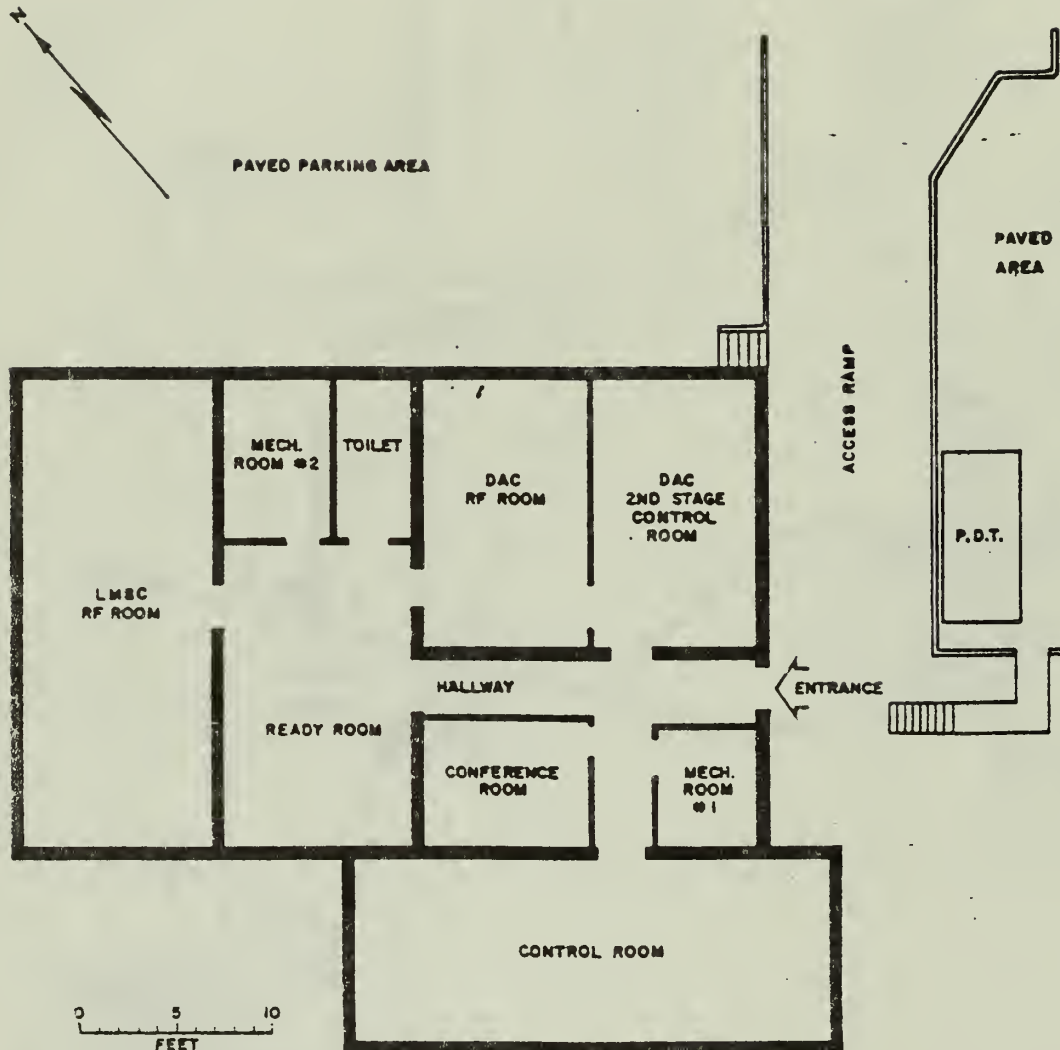 N
PAVED PARKING AREA
PAVED
AREA
ACCESS RAMP
MECH.
ROOM #2
TOILET
DAC
RF ROOM
DAC
2ND STAGE
CONTROL
ROOM
P.D.T.
LMSC
RF ROOM
HALLWAY
ENTRANCE
READY ROOM
CONFERENCE
ROOM
MECH.
ROOM
#1
CONTROL ROOM
0 5 10
FEET